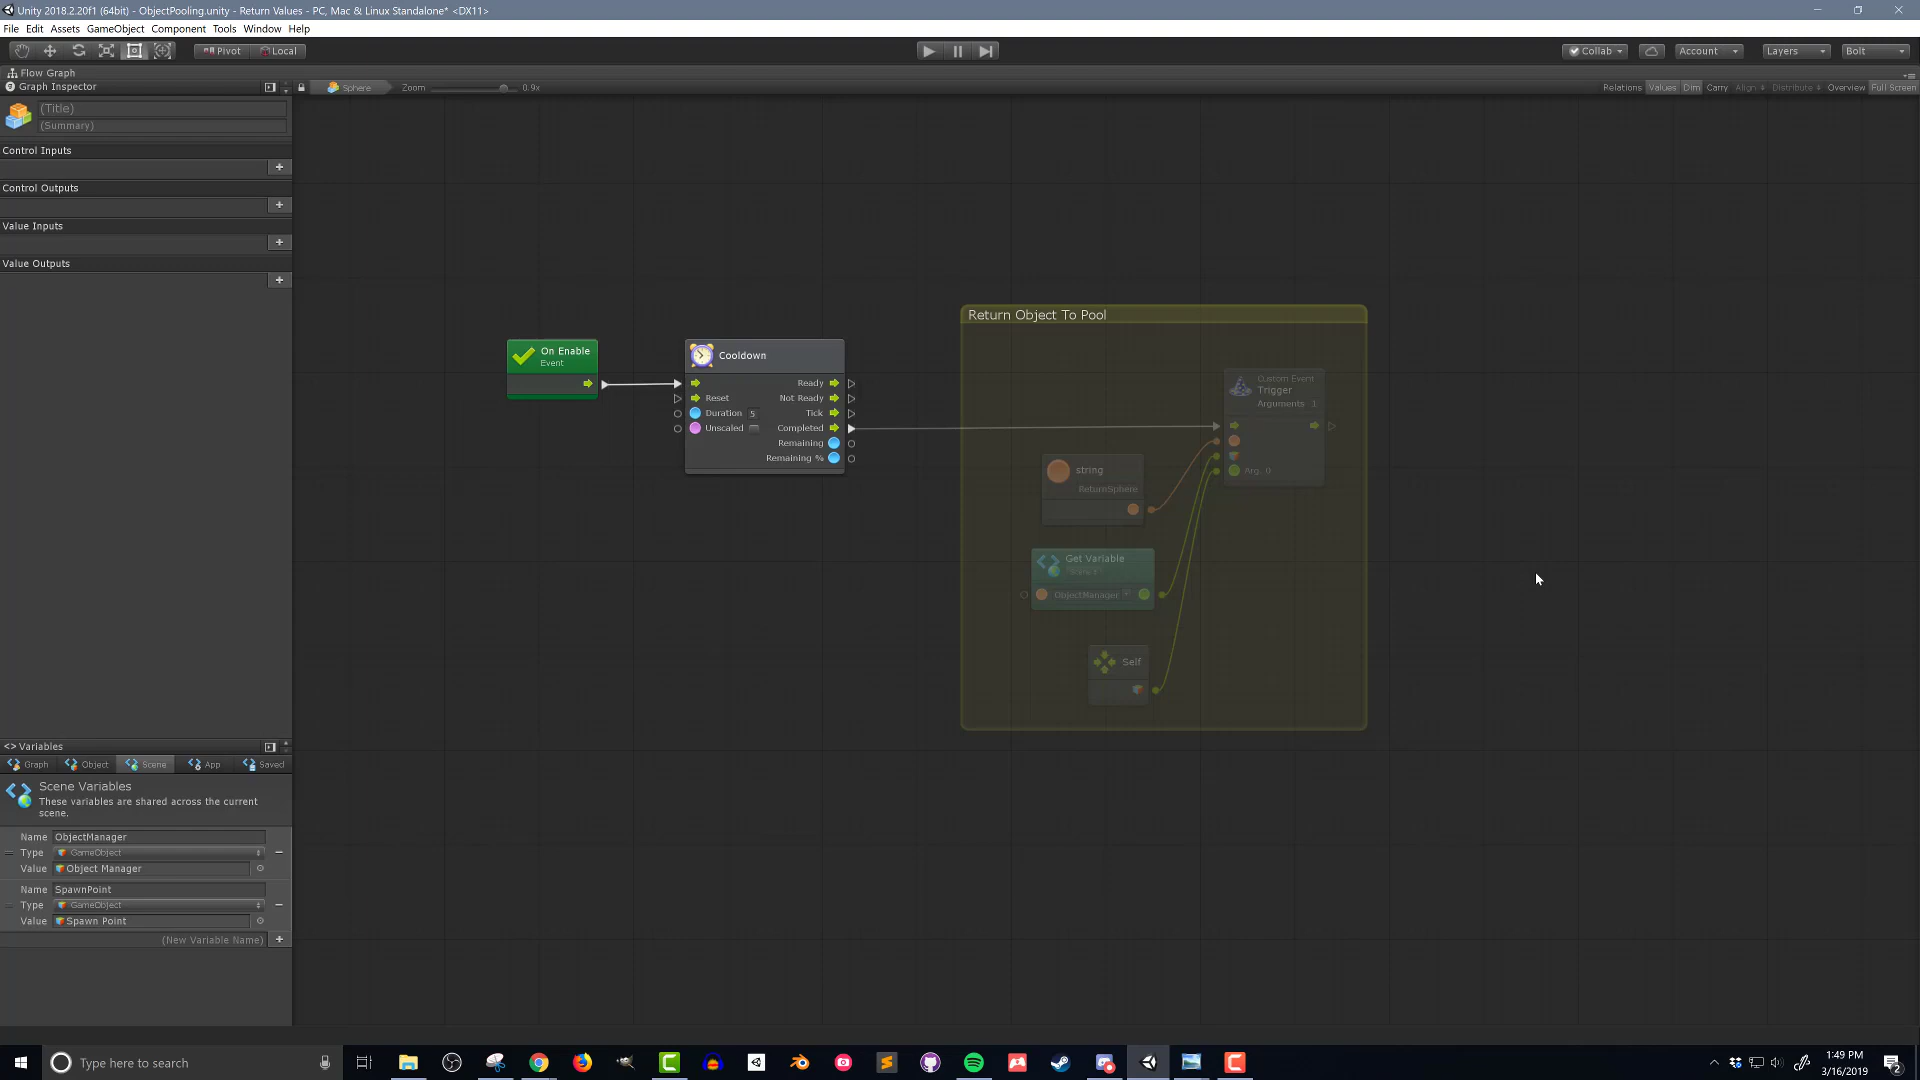 Unity 2018.2.20f1 (64bit) - ObjectPooling.unity - Return Values - PC, Mac & Linux Standalone* <DX11>
File Edit Assets GameObject Component Tools Window Help
Pivot Local Collab Account Layers Bolt
Flow Graph
Graph Inspector Sphere Zoom 0.9x Relations Values Dim Carry Align Distribute Overview Full Screen
(Title)
(Summary)
Control Inputs
Control Outputs
Value Inputs
Value Outputs
On Enable
Event
Cooldown
Ready
Reset Not Ready
Duration 5 Tick
Unscaled Completed
Remaining
Remaining %
Return Object To Pool
Custom Event
Trigger
Arguments 1
Arg. 0
string
ReturnSphere
Get Variable
ObjectManager
Self
<> Variables
Graph Object Scene App Saved
Scene Variables
These variables are shared across the current
scene.
Name ObjectManager
Type GameObject
Value Object Manager
Name SpawnPoint
Type GameObject
Value Spawn Point
(New Variable Name)
Type here to search
1:49 PM
3/16/2019
2